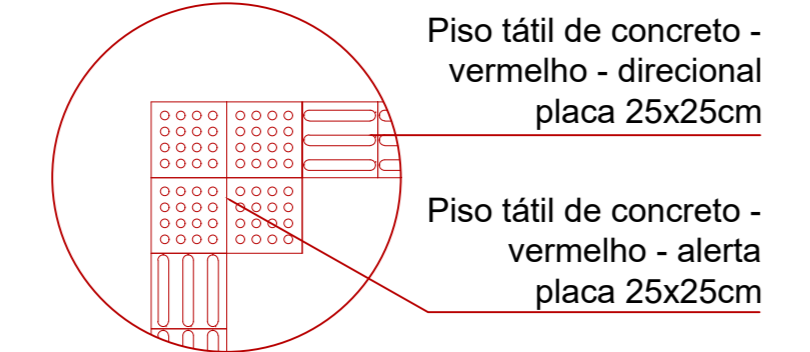 Piso tátil de concreto -
vermelho - direcional
placa 25x25cm
Piso tátil de concreto -
vermelho - alerta
placa 25x25cm